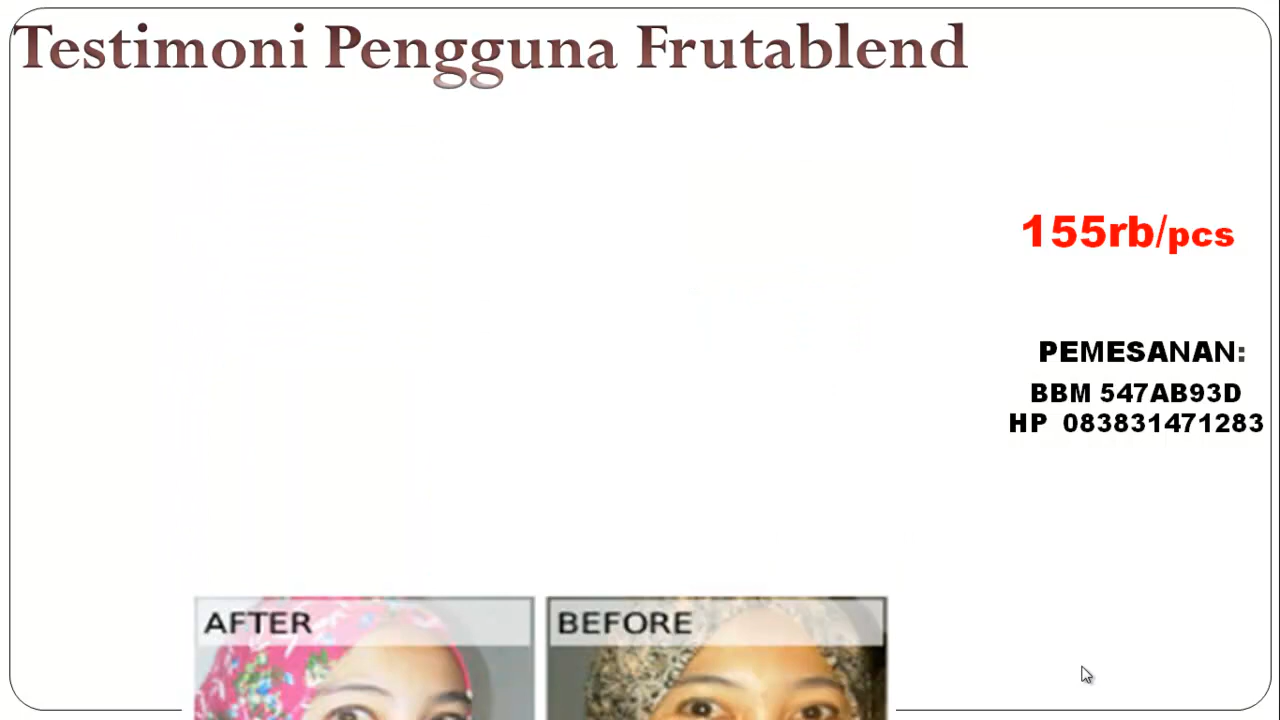 Testimoni Pengguna Frutablend
155rb/pcs
PEMESANAN:
BBM 547AB93D
HP 083831471283
AFTER
BEFORE